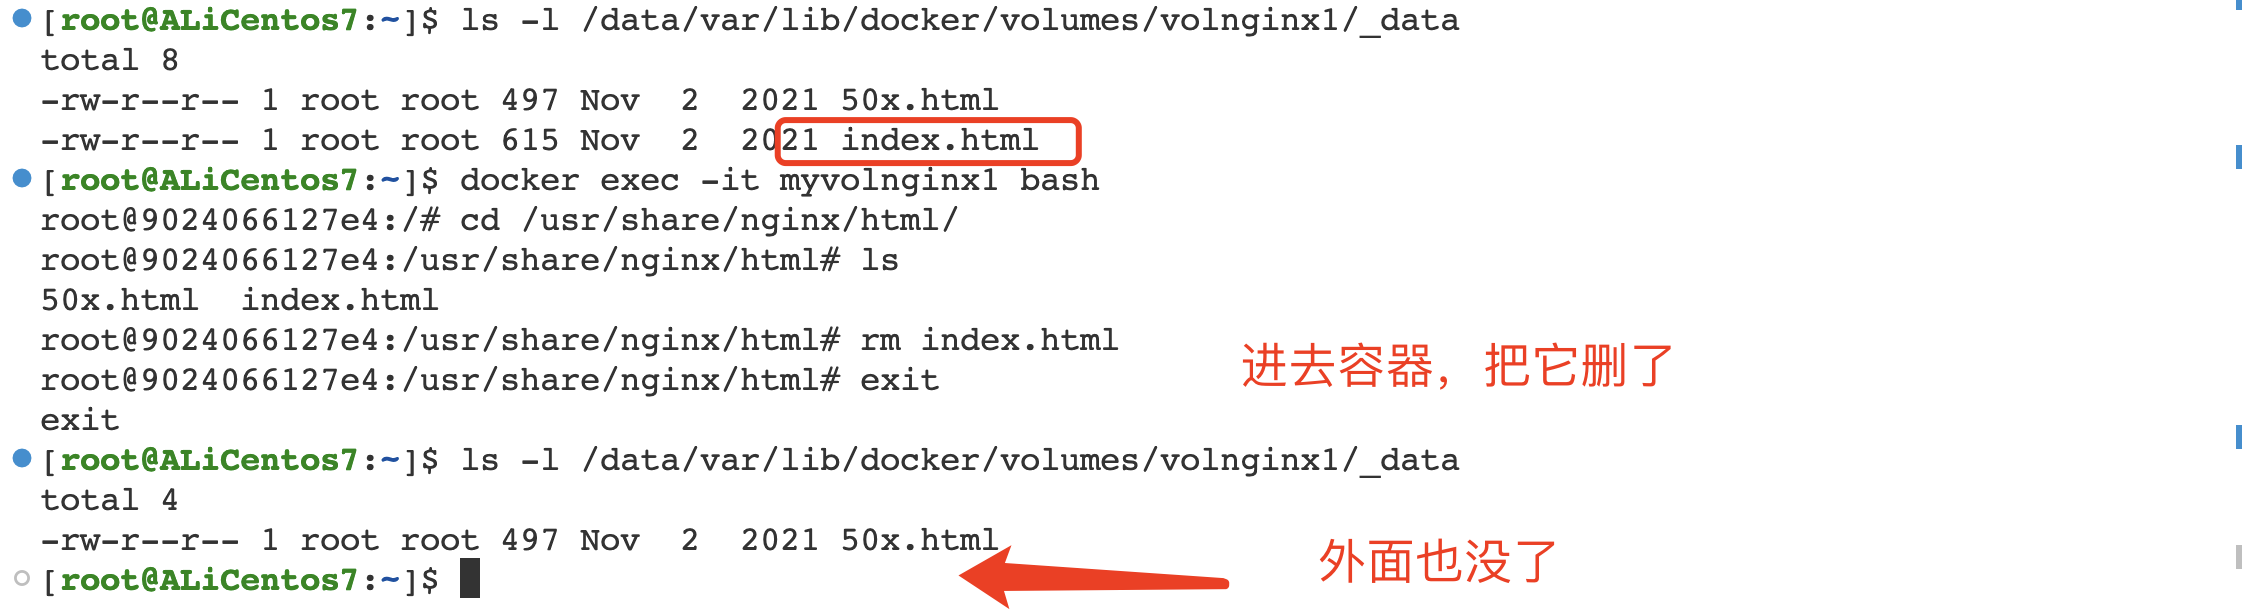 [root@ALiCentos7:~]$ ls -l /data/var/lib/docker/volumes/volnginx1/_data
total 8
-rw-r--r-- 1 root root 497 Nov  2  2021 50x.html
-rw-r--r-- 1 root root 615 Nov  2  2021 index.html
[root@ALiCentos7:~]$ docker exec -it myvolnginx1 bash
root@9024066127e4:/# cd /usr/share/nginx/html/
root@9024066127e4:/usr/share/nginx/html# ls
50x.html  index.html
root@9024066127e4:/usr/share/nginx/html# rm index.html
进去容器，把它删了
root@9024066127e4:/usr/share/nginx/html# exit
exit
[root@ALiCentos7:~]$ ls -l /data/var/lib/docker/volumes/volnginx1/_data
total 4
-rw-r--r-- 1 root root 497 Nov  2  2021 50x.html
外面也没了
[root@ALiCentos7:~]$